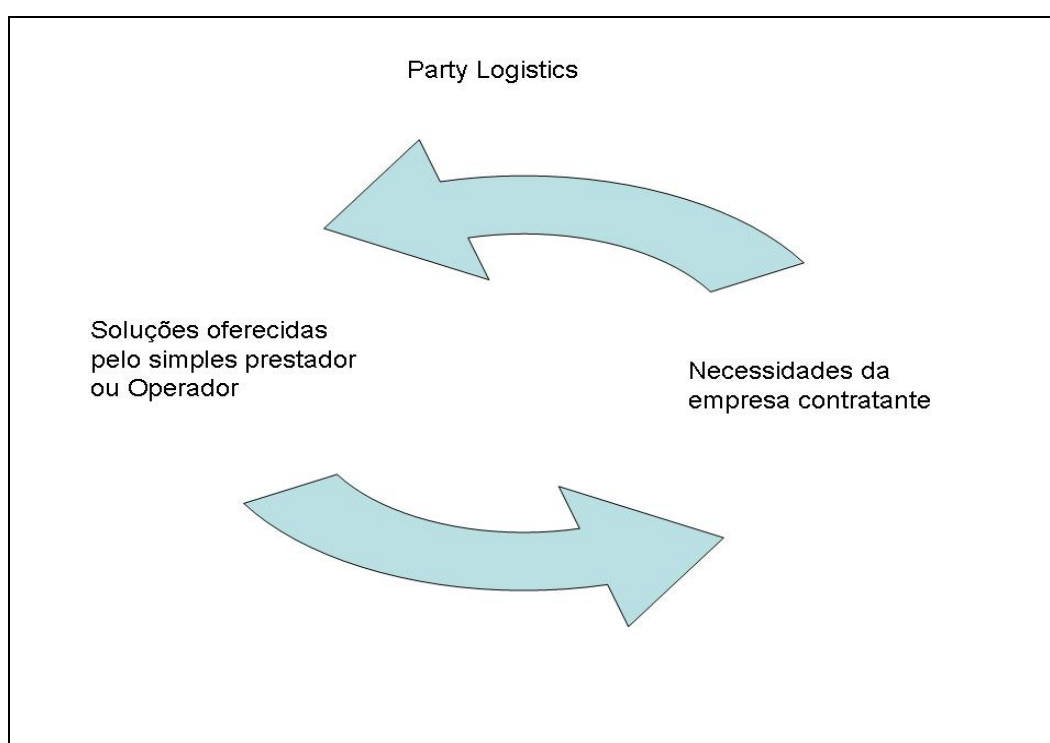 Party Logistics
Soluções oferecidas
pelo simples prestador
ou Operador
Necessidades da
empresa contratante